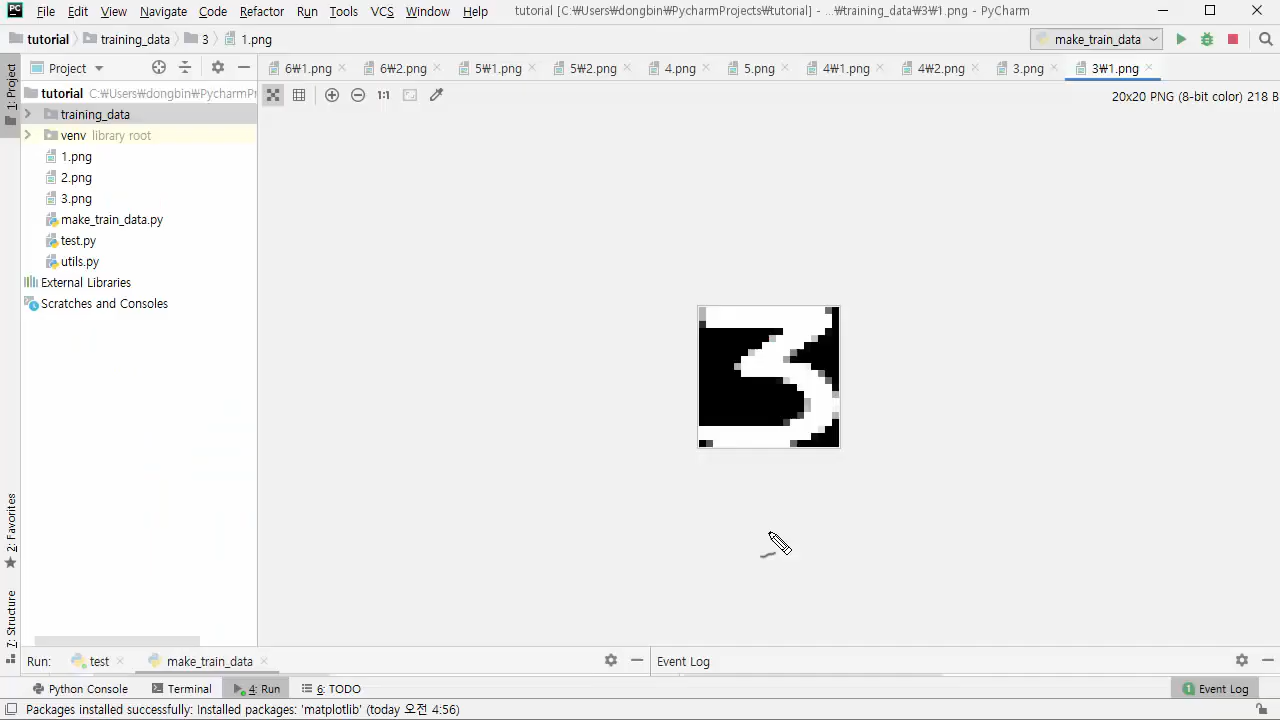 File Edit View Navigate Code Refactor Run Tools VCS Window Help tutorial [C:₩Users₩dongbin₩PycharmProjects₩tutorial] - ...₩training_data₩3₩1.png - PyCharm
tutorial training_data 3 1.png make_train_data
Project 6₩1.png 6₩2.png 5₩1.png 5₩2.png 4.png 5.png 4₩1.png 4₩2.png 3.png 3₩1.png
1: Project
tutorial C:₩Users₩dongbin₩PycharmPr
1:1 20x20 PNG (8-bit color) 218 B
training_data
venv library root
1.png
2.png
3.png
make_train_data.py
test.py
utils.py
External Libraries
Scratches and Consoles
3
2: Favorites
7: Structure
Run: test make_train_data Event Log
Python Console Terminal 4: Run 6: TODO 1 Event Log
Packages installed successfully: Installed packages: 'matplotlib' (today 오전 4:56)